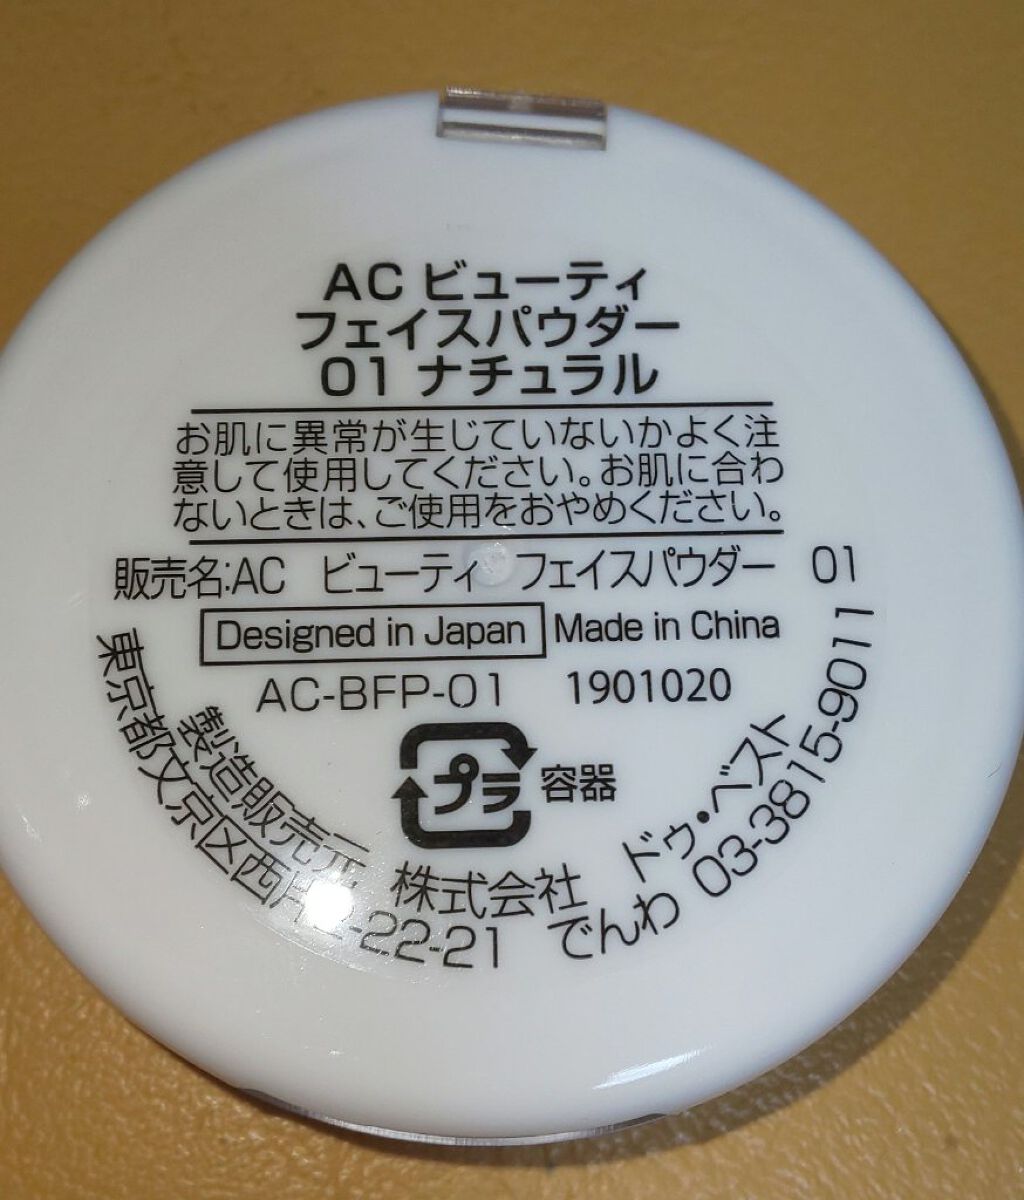 AC ビューティ
フェイスパウダー
01 ナチュラル
お肌に異常が生じていないかよく注
意して使用してください。お肌に合わ
ないときは、ご使用をおやめください。
販売名:AC ビューティ フェイスパウダー 01
Designed in Japan Made in China
AC-BFP-01 1901020
プラ 容器
製造販売元 株式会社 ドゥ・ベスト
東京都文京区西片2-22-21 でんわ 03-3815-9011